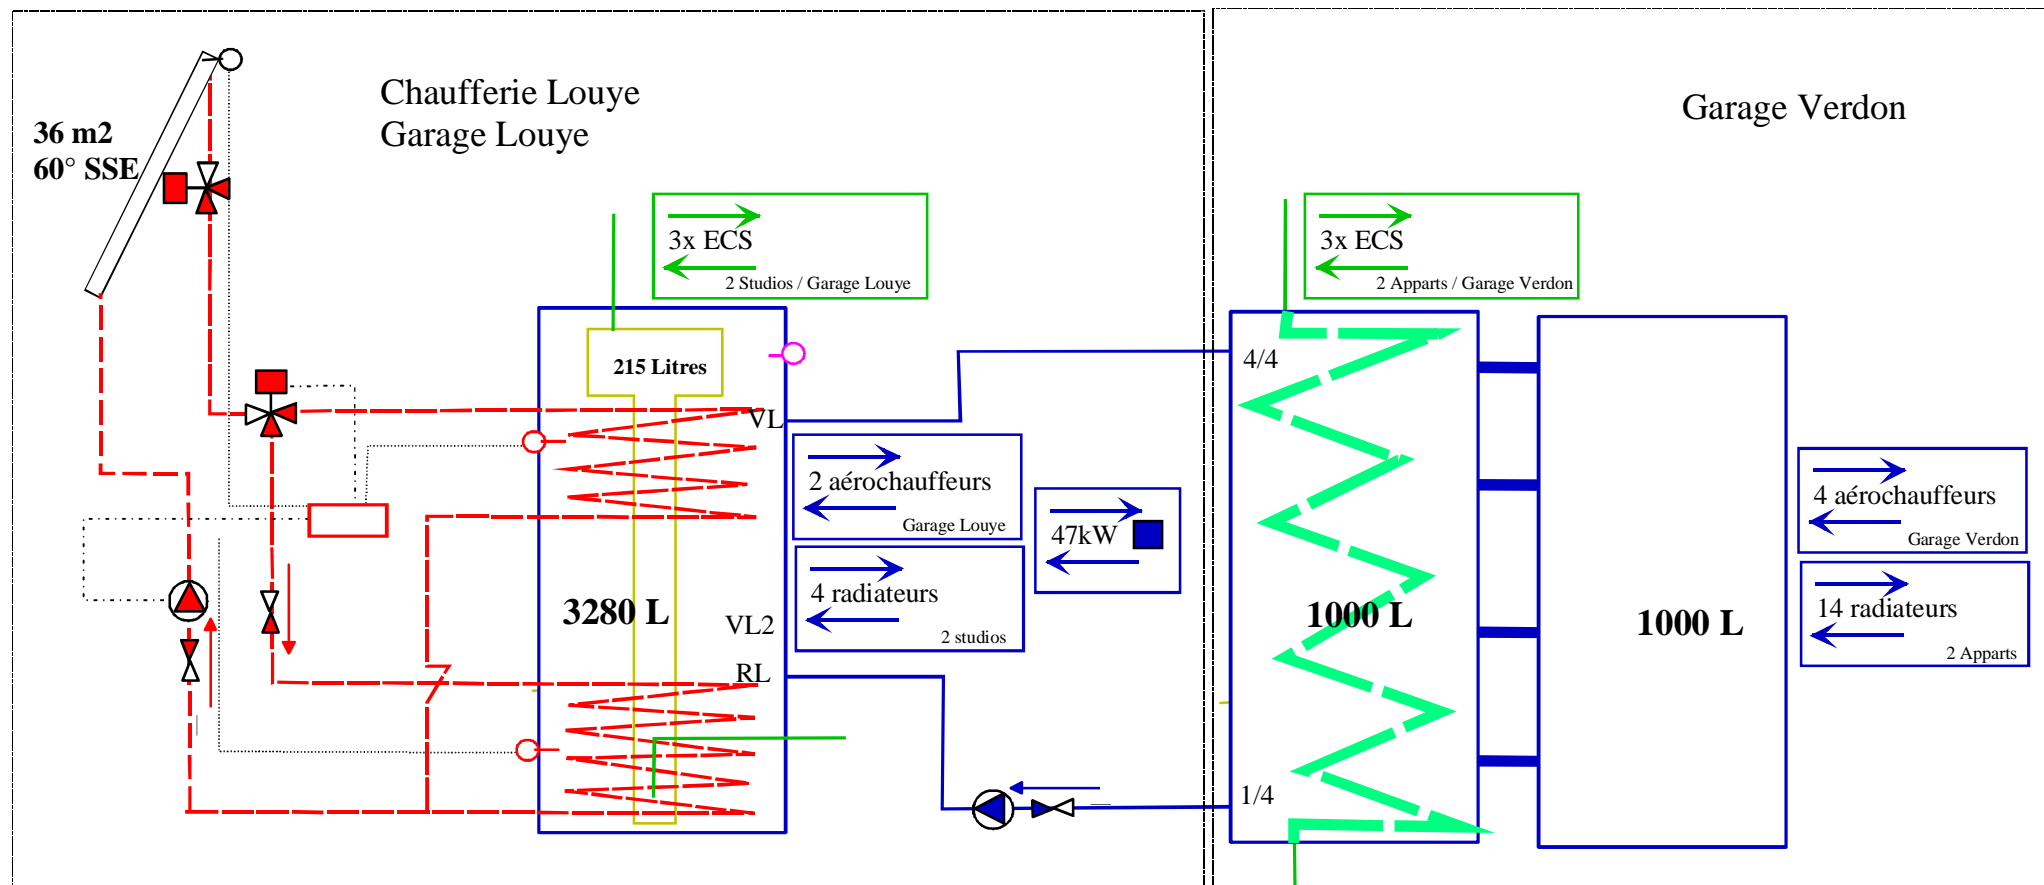 Chaufferie Louye
Garage Louye
Garage Verdon
36 m2
60° SSE
3x ECS
2 Studios / Garage Louye
3x ECS
2 Apparts / Garage Verdon
215 Litres
4/4
VL
2 aérochauffeurs
Garage Louye
47kW
4 aérochauffeurs
Garage Verdon
4 radiateurs
2 studios
14 radiateurs
2 Apparts
3280 L
VL2
1000 L
1000 L
RL
1/4